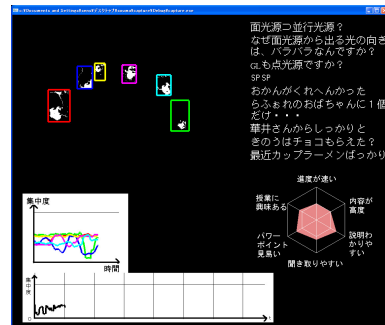 面光源⊃並行光源？
なぜ面光源から出る光の向き
は、バラバラなんですか？
GLも点光源ですか？
SP SP
おかんがくれへんかった
らふぉれのおばちゃんに１個
だけ・・・
華井さんからしっかりと
きのうはチョコもらえた？
最近カップラーメンばっかり
進度が速い
授業に
興味ある
内容が
高度
パワー
ポイント
見易い
説明わ
かりや
すい
聞き取りやすい
集中度
時間
集中度
t